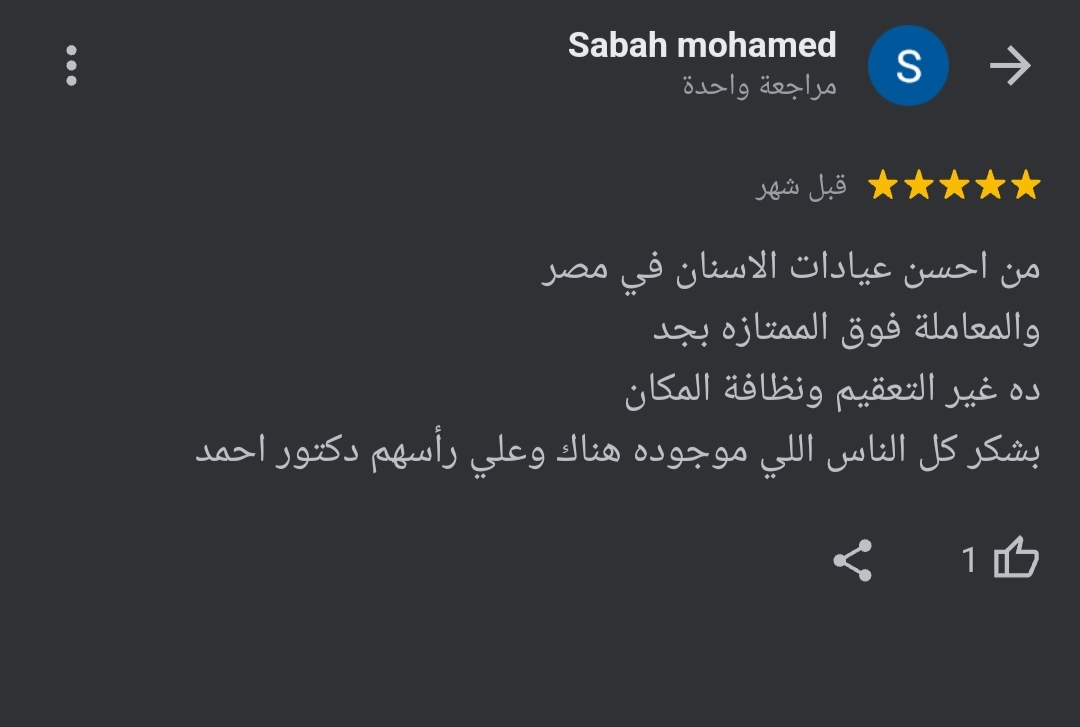 Sabah mohamed
S
مراجعة واحدة
قبل شهر
من احسن عيادات الاسنان في مصر
والمعاملة فوق الممتازه بجد
ده غير التعقيم ونظافة المكان
بشكر كل الناس اللي موجوده هناك وعلي رأسهم دكتور احمد
1